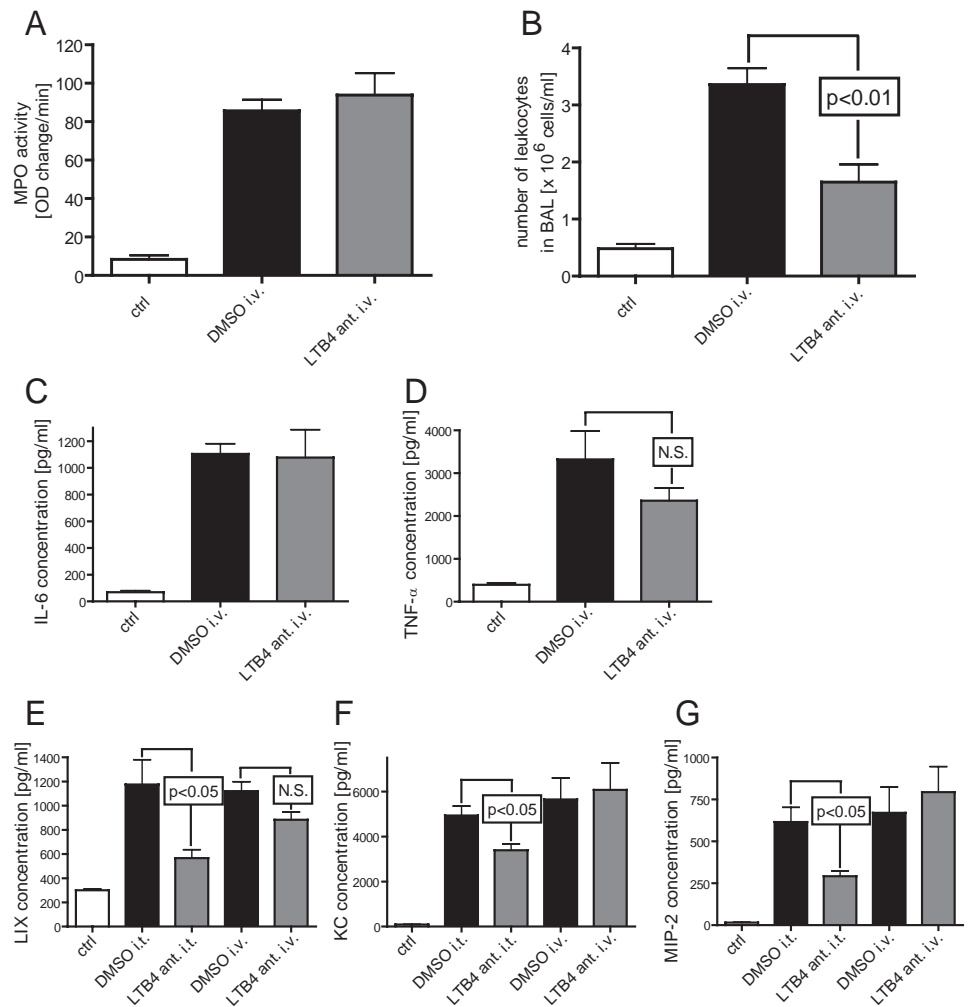 A
MPO activity
[OD change/min]
120
100
80
60
40
20
0
ctrl
DMSO i.v.
LTB4 ant. i.v.
B
number of leukocytes
in BAL [x 10^6 cells/ml]
4
3
2
1
0
p<0.01
ctrl
DMSO i.v.
LTB4 ant. i.v.
C
IL-6 concentration [pg/ml]
1200
1000
800
600
400
200
0
ctrl
DMSO i.v.
LTB4 ant. i.v.
D
TNF-α concentration [pg/ml]
4000
3000
2000
1000
0
N.S.
ctrl
DMSO i.v.
LTB4 ant. i.v.
E
LIX concentration [pg/ml]
1400
1200
1000
800
600
400
200
0
p<0.05
N.S.
ctrl
DMSO i.t.
LTB4 ant. i.t.
DMSO i.v.
LTB4 ant. i.v.
F
KC concentration [pg/ml]
6000
4000
2000
0
p<0.05
ctrl
DMSO i.t.
LTB4 ant. i.t.
DMSO i.v.
LTB4 ant. i.v.
G
MIP-2 concentration [pg/ml]
1000
750
500
250
0
p<0.05
ctrl
DMSO i.t.
LTB4 ant. i.t.
DMSO i.v.
LTB4 ant. i.v.